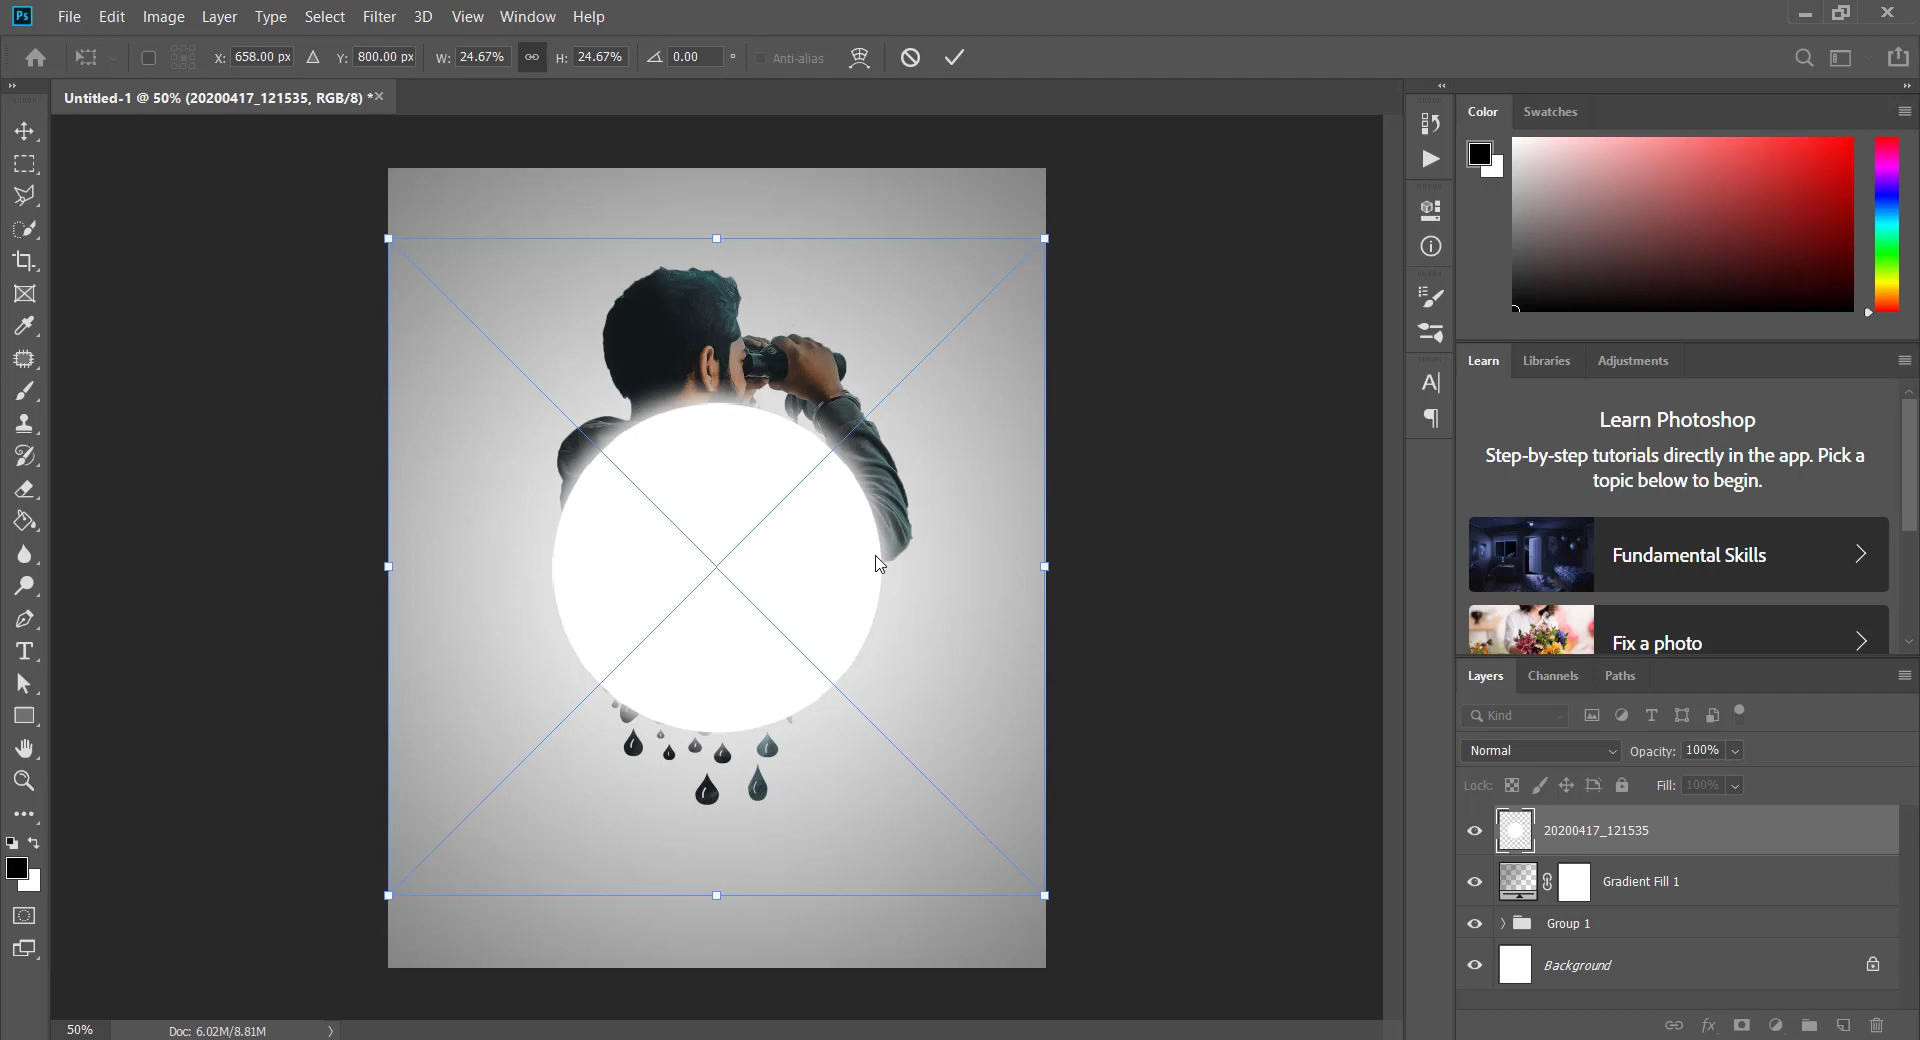 Ps File Edit Image Layer Type Select Filter 3D View Window Help
X: 658.00 px Y: 800.00 px W: 24.67% H: 24.67% 0.00 ° Anti-alias
Untitled-1 @ 50% (20200417_121535, RGB/8) *
Color Swatches
Learn Libraries Adjustments
Learn Photoshop
Step-by-step tutorials directly in the app. Pick a
topic below to begin.
Fundamental Skills
Fix a photo
Layers Channels Paths
Kind
Normal Opacity: 100%
Lock: Fill: 100%
20200417_121535
Gradient Fill 1
Group 1
Background
fx
50% Doc: 6.02M/8.81M